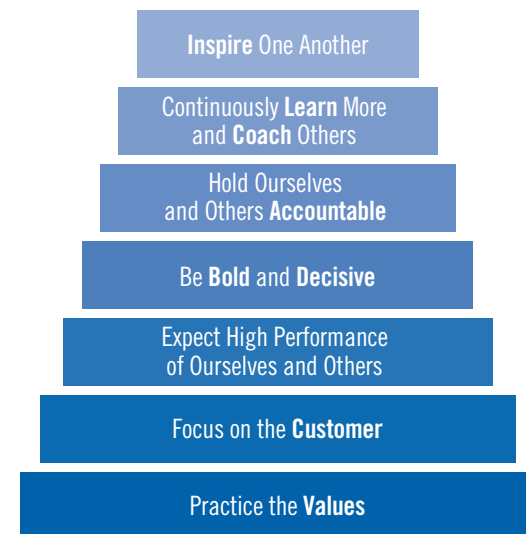 Inspire One Another
Continuously Learn More
and Coach Others
Hold Ourselves
and Others Accountable
Be Bold and Decisive
Expect High Performance
of Ourselves and Others
Focus on the Customer
Practice the Values